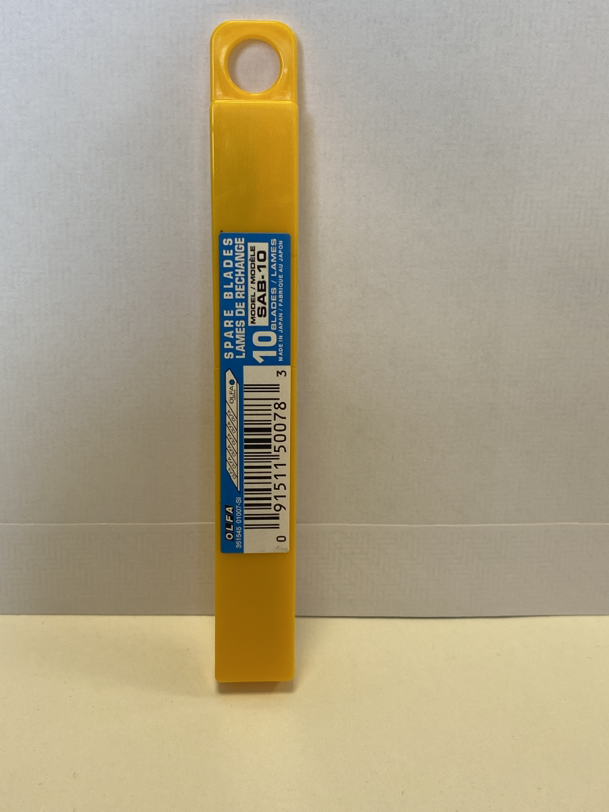 SPARE BLADES
LAMES DE RECHANGE
10
MODEL / MODÈLE
SAB-10
BLADES / LAMES
MADE IN JAPAN / FABRIQUÉ AU JAPON
OLFA
OLFA
0 91511 50078 3